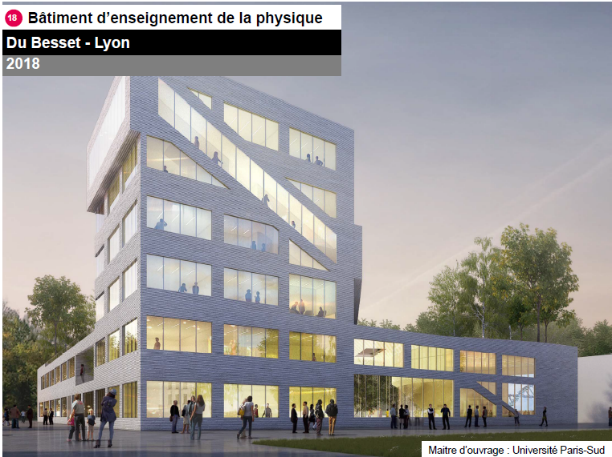 18 Bâtiment d'enseignement de la physique
Du Besset - Lyon
2018
Maitre d'ouvrage : Université Paris-Sud